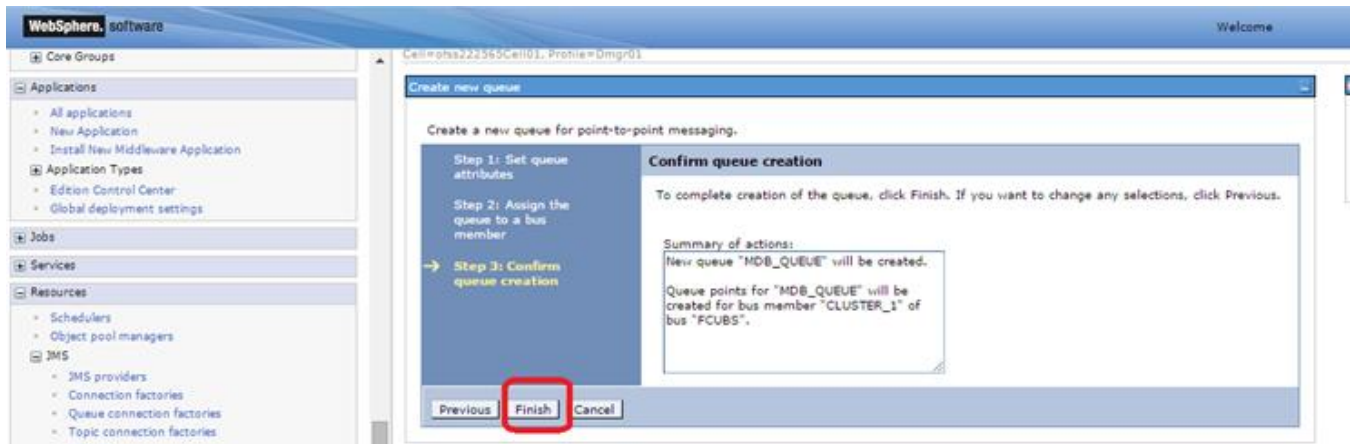 WebSphere. software
Welcome
Core Groups
Applications
All applications
New Application
Install New Middleware Application
Application Types
Edition Control Center
Global deployment settings
Jobs
Services
Resources
Schedulers
Object pool managers
JMS
JMS providers
Connection factories
Queue connection factories
Topic connection factories
Cell=ofss222565Cell01, Profile=Dmgr01
Create new queue
Create a new queue for point-to-point messaging.
Step 1: Set queue
attributes
Step 2: Assign the
queue to a bus
member
Step 3: Confirm
queue creation
Confirm queue creation
To complete creation of the queue, click Finish. If you want to change any selections, click Previous.
Summary of actions:
New queue "MDB_QUEUE" will be created.
Queue points for "MDB_QUEUE" will be
created for bus member "CLUSTER_1" of
bus "FCUBS".
Previous Finish Cancel